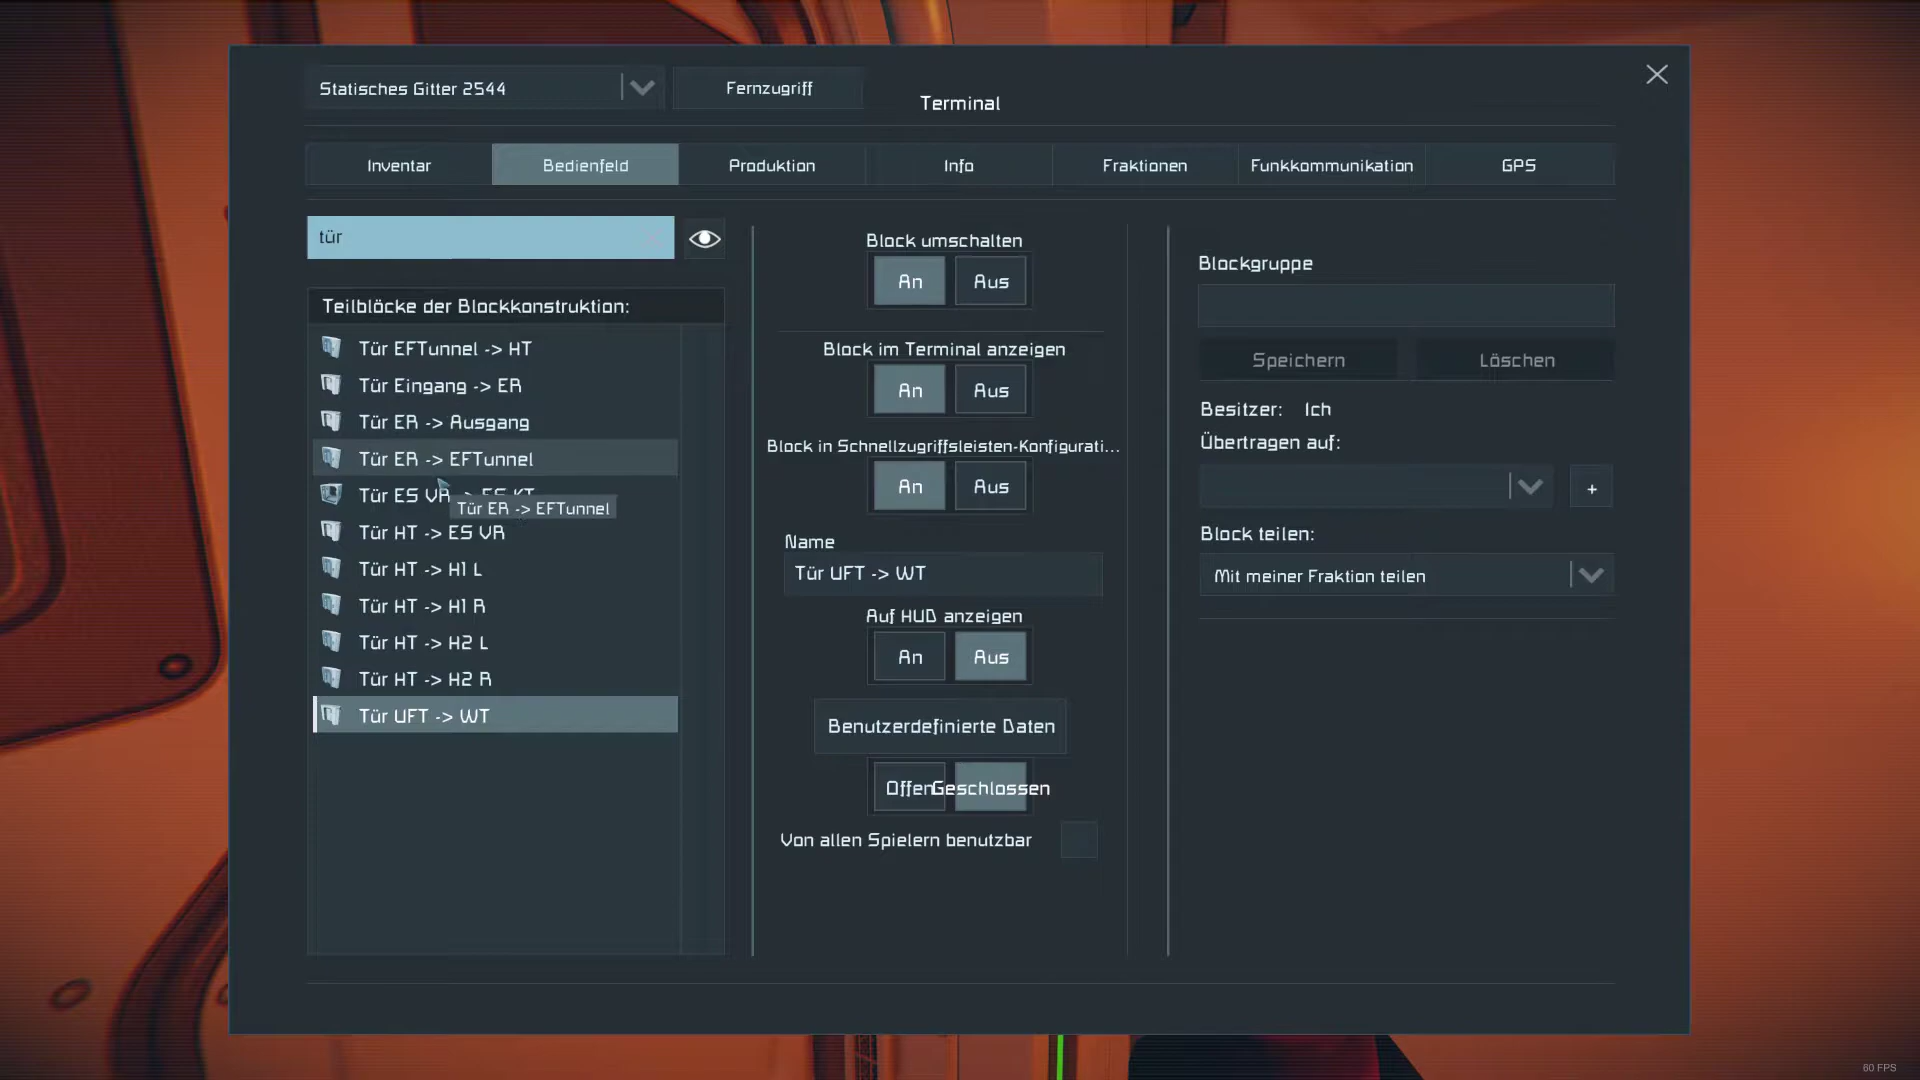 Statisches Gitter 2544
Fernzugriff
Terminal
Inventar
Bedienfeld
Produktion
Info
Fraktionen
Funkkommunikation
GPS
tür
Teilblöcke der Blockkonstruktion:
Tür EFTunnel -> HT
Tür Eingang -> ER
Tür ER -> Ausgang
Tür ER -> EFTunnel
Tür ES VR -> ES KT
Tür ER -> EFTunnel
Tür HT -> ES VR
Tür HT -> H1 L
Tür HT -> H1 R
Tür HT -> H2 L
Tür HT -> H2 R
Tür UFT -> WT
Block umschalten
An Aus
Block im Terminal anzeigen
An Aus
Block in Schnellzugriffsleisten-Konfigurati...
An Aus
Name
Tür UFT -> WT
Auf HUD anzeigen
An Aus
Benutzerdefinierte Daten
Offen Geschlossen
Von allen Spielern benutzbar
Blockgruppe
Speichern Löschen
Besitzer: Ich
Übertragen auf:
+
Block teilen:
Mit meiner Fraktion teilen
60 FPS